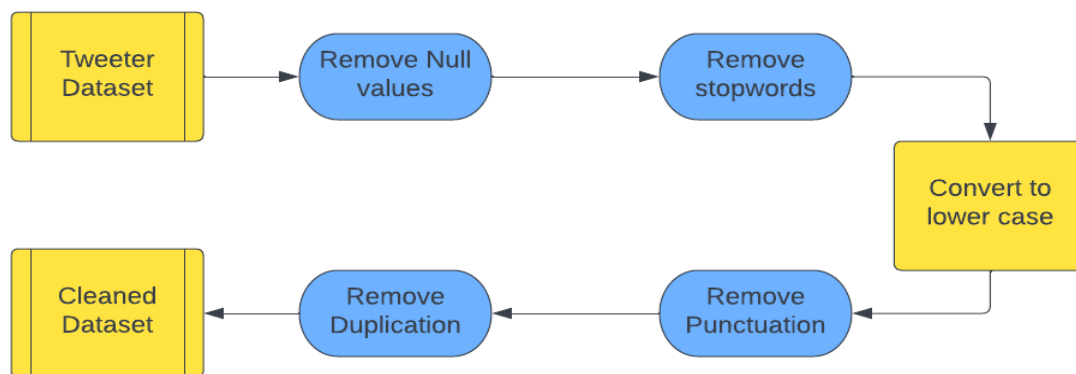 Tweeter
Dataset
Remove Null
values
Remove
stopwords
Convert to
lower case
Remove
Punctuation
Remove
Duplication
Cleaned
Dataset